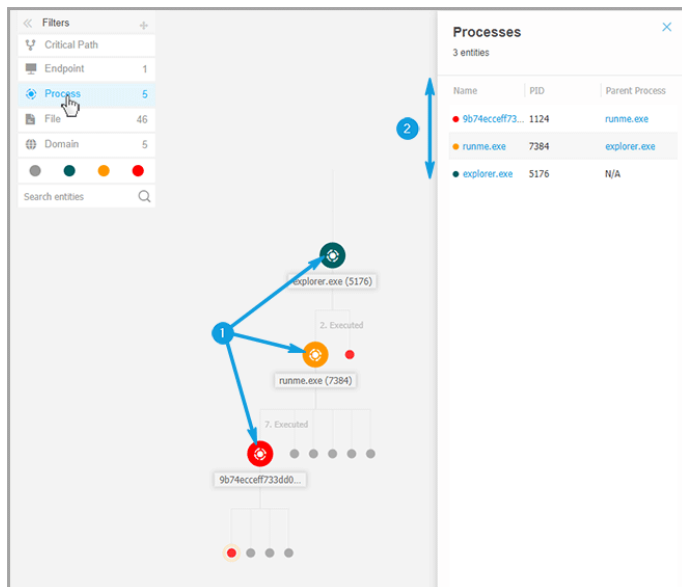 Filters
Critical Path
Endpoint 1
Process 5
File 46
Domain 5
Search entities
explorer.exe (5176)
2. Executed
1
runme.exe (7384)
7. Executed
9b74ecceff733dd0...
Processes
3 entities
Name PID Parent Process
2
9b74ecceff73... 1124 runme.exe
runme.exe 7384 explorer.exe
explorer.exe 5176 N/A